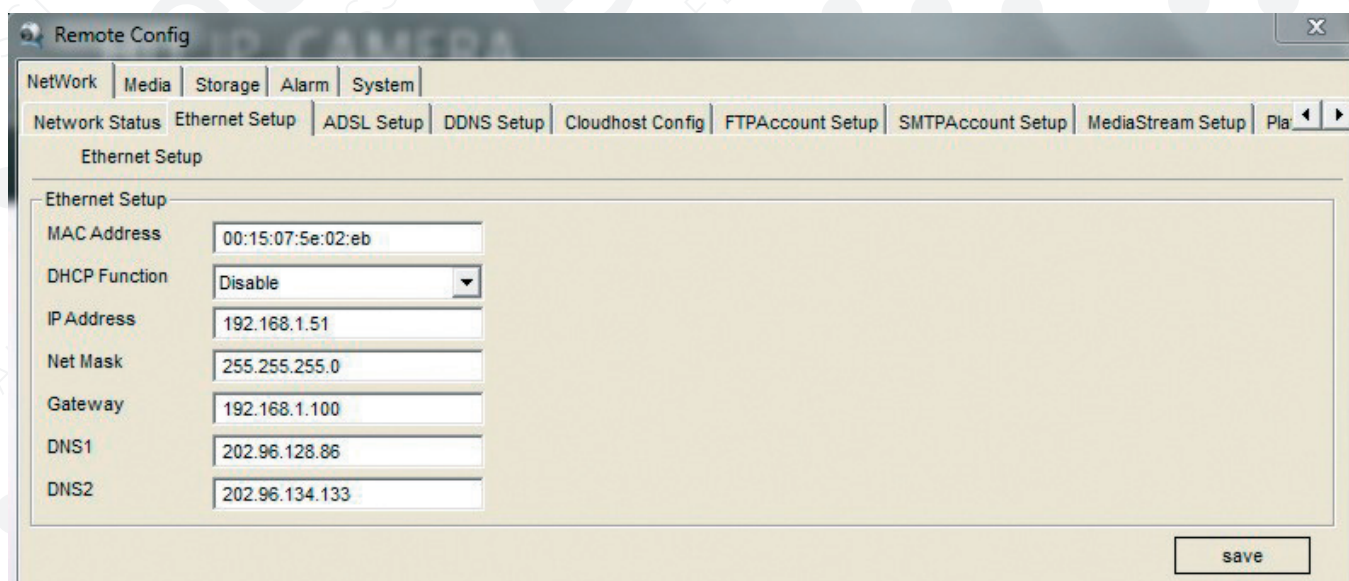 Remote Config
IP CAMERA
NetWork Media Storage Alarm System
Network Status Ethernet Setup ADSL Setup DDNS Setup Cloudhost Config FTPAccount Setup SMTPAccount Setup MediaStream Setup
Ethernet Setup
Ethernet Setup
MAC Address 00:15:07:5e:02:eb
DHCP Function Disable
IP Address 192.168.1.51
Net Mask 255.255.255.0
Gateway 192.168.1.100
DNS1 202.96.128.86
DNS2 202.96.134.133
save